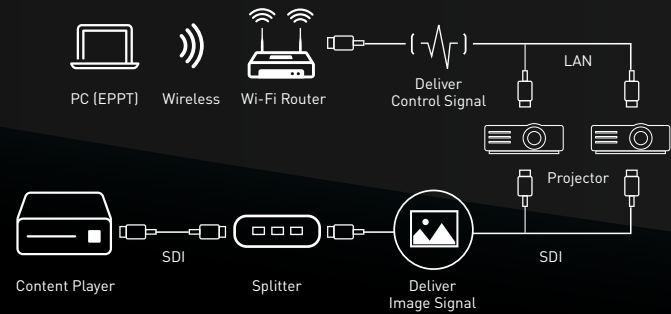 LAN
PC (EPPT)
Wireless
Wi-Fi Router
Deliver
Control Signal
Projector
SDI
SDI
Content Player
Splitter
Deliver
Image Signal